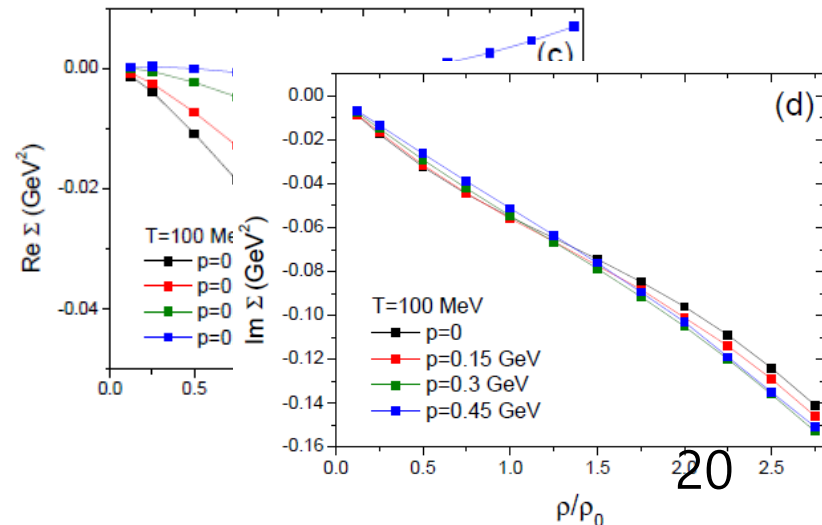 (c)
0.00
-0.02
-0.04
Re Σ (GeV²)
T=100 Me
p=0
p=0
p=0
p=0
0.0
0.5
(d)
0.00
-0.02
-0.04
-0.06
-0.08
-0.10
-0.12
-0.14
-0.16
Im Σ (GeV²)
T=100 MeV
p=0
p=0.15 GeV
p=0.3 GeV
p=0.45 GeV
0.0 0.5 1.0 1.5 2.0 2.5
20
ρ/ρ₀